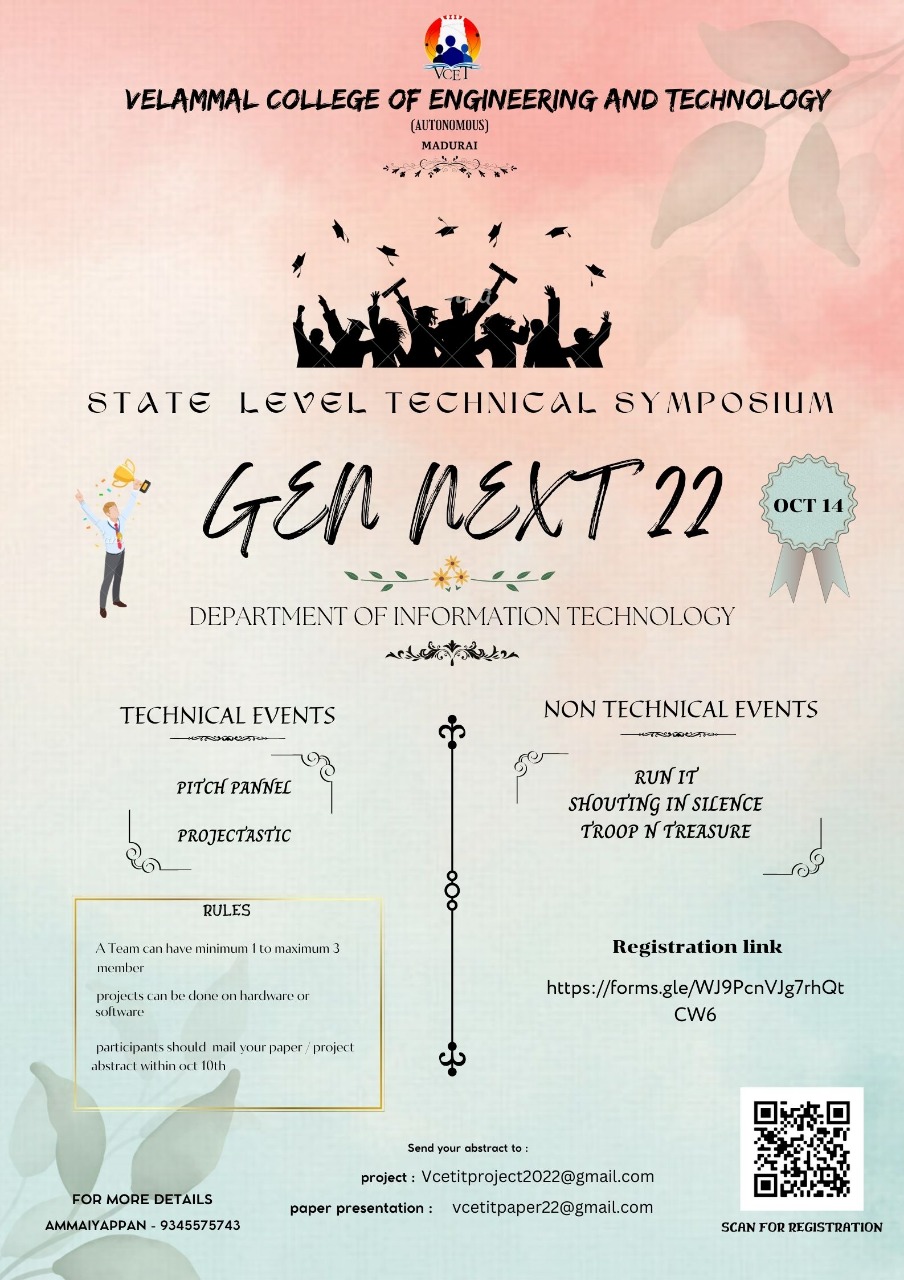 VCET
VELAMMAL COLLEGE OF ENGINEERING AND TECHNOLOGY
(AUTONOMOUS)
MADURAI
STATE LEVEL TECHNICAL SYMPOSIUM
GEN NEXT'22
OCT 14
DEPARTMENT OF INFORMATION TECHNOLOGY
TECHNICAL EVENTS
PITCH PANNEL
PROJECTASTIC
NON TECHNICAL EVENTS
RUN IT
SHOUTING IN SILENCE
TROOP N TREASURE
RULES
A Team can have minimum 1 to maximum 3
member
projects can be done on hardware or
software
participants should mail your paper / project
abstract within oct 10th
Registration link
https://forms.gle/WJ9PcnVJg7rhQt
CW6
Send your abstract to :
project : Vcetitproject2022@gmail.com
paper presentation : vcetitpaper22@gmail.com
FOR MORE DETAILS
AMMAIYAPPAN - 9345575743
SCAN FOR REGISTRATION